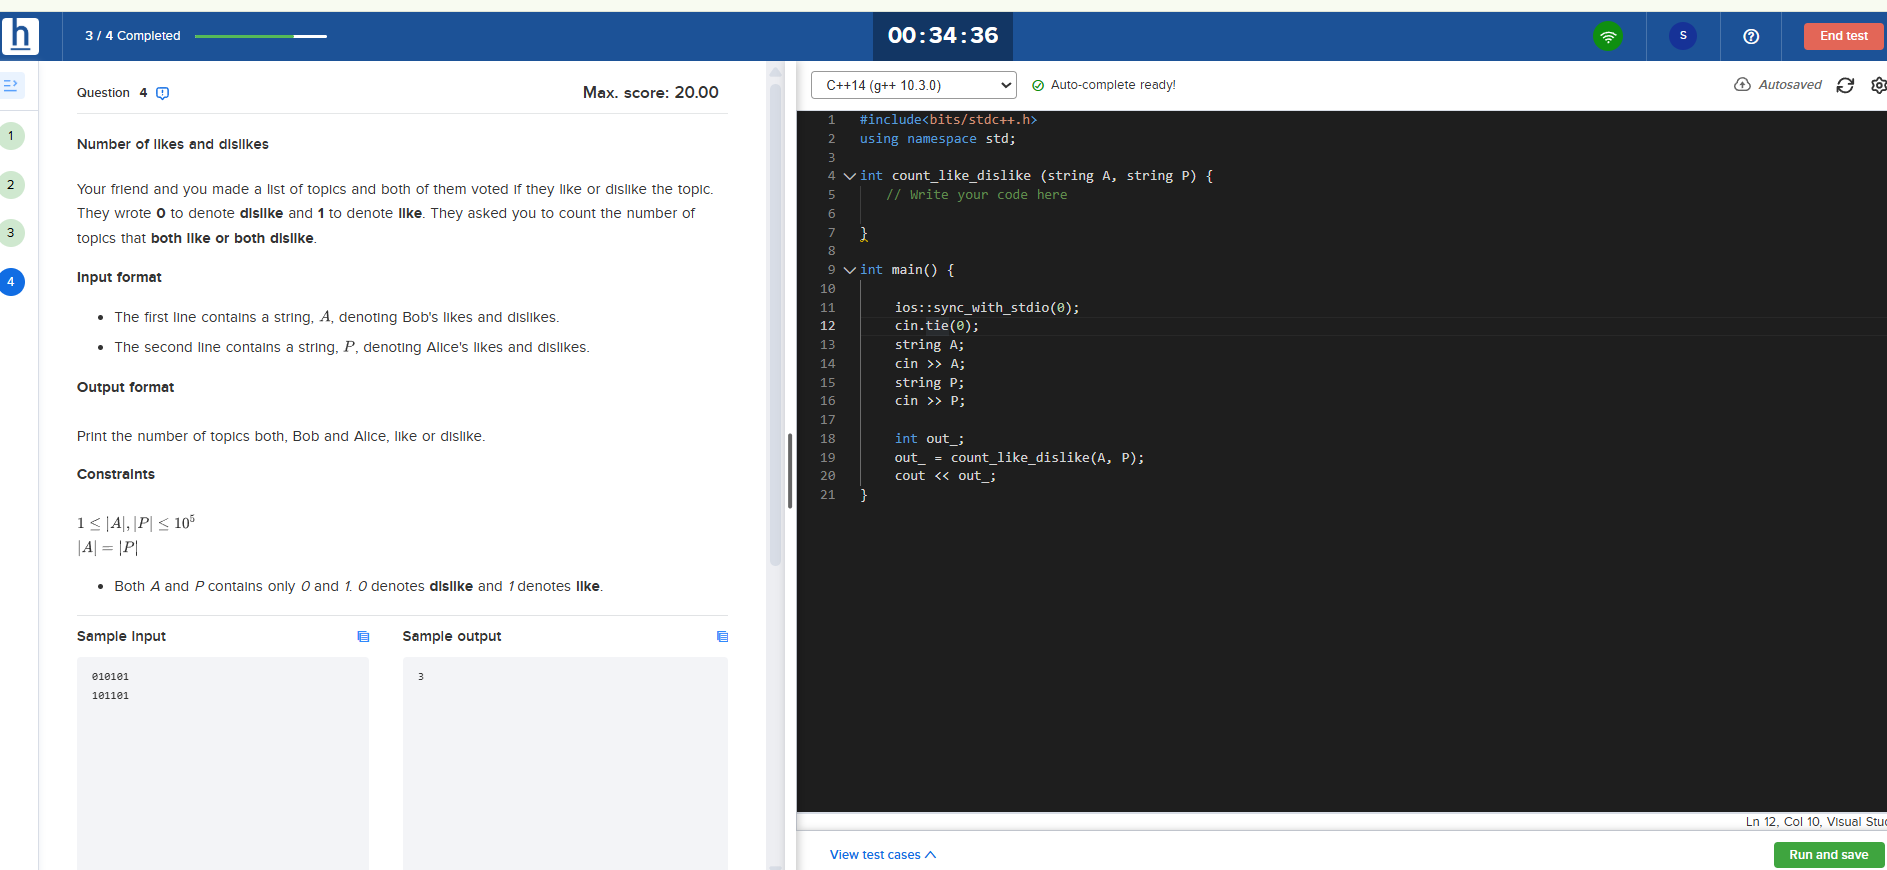 h
3 / 4 Completed
00:34:36
S
End test
Question 4
Max. score: 20.00
1
2
3
4
Number of likes and dislikes
Your friend and you made a list of topics and both of them voted if they like or dislike the topic.
They wrote 0 to denote dislike and 1 to denote like. They asked you to count the number of
topics that both like or both dislike.
Input format
• The first line contains a string, A, denoting Bob's likes and dislikes.
• The second line contains a string, P, denoting Alice's likes and dislikes.
Output format
Print the number of topics both, Bob and Alice, like or dislike.
Constraints
1 ≤ |A|, |P| ≤ 10⁵
|A| = |P|
• Both A and P contains only 0 and 1. 0 denotes dislike and 1 denotes like.
Sample input
010101
101101
Sample output
3
C++14 (g++ 10.3.0)
Auto-complete ready!
Autosaved
1 #include<bits/stdc++.h>
2 using namespace std;
3
4 int count_like_dislike (string A, string P) {
5 // Write your code here
6
7 }
8
9 int main() {
10
11 ios::sync_with_stdio(0);
12 cin.tie(0);
13 string A;
14 cin >> A;
15 string P;
16 cin >> P;
17
18 int out_;
19 out_ = count_like_dislike(A, P);
20 cout << out_;
21 }
Ln 12, Col 10, Visual Stu
View test cases
Run and save